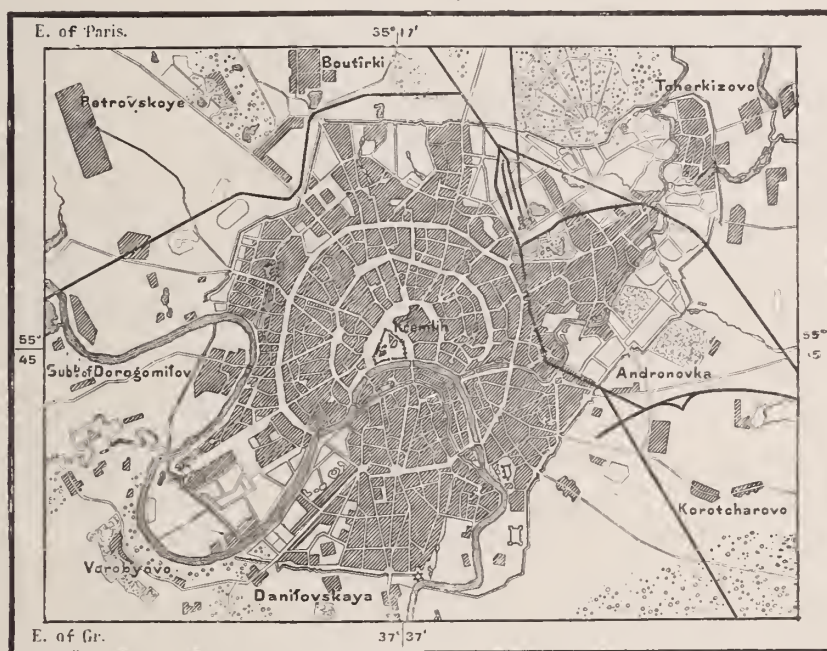 E. of Paris.
35° 17'
Boutîrki
Petrovskoye
Tcherkizovo
Kremlin
55°
45
55°
45
Subb. of Dorogomilov
Andronovka
Korotcharovo
Vorobyovo
Danilovskaya
E. of Gr.
37° 37'